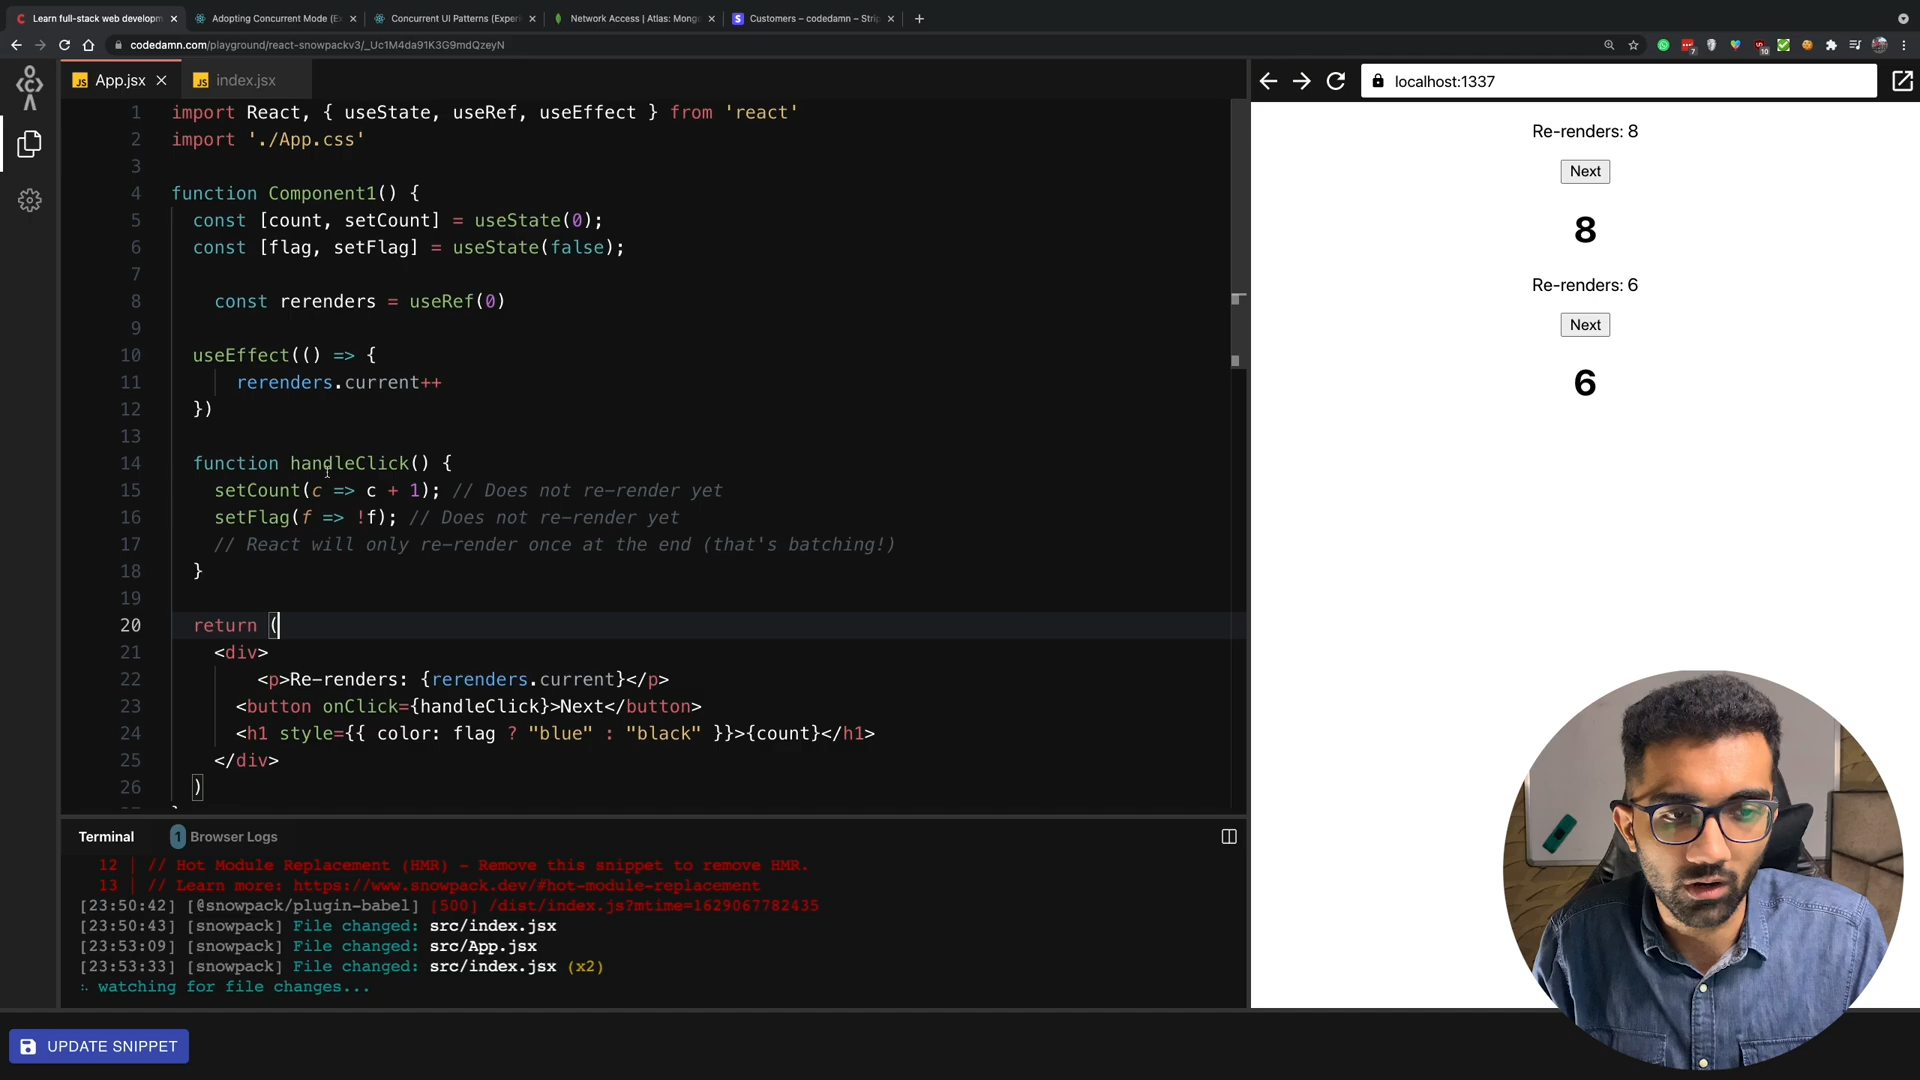 Learn full-stack web developm
Adopting Concurrent Mode (Ex
Concurrent UI Patterns (Experi
Network Access | Atlas: Mong
Customers – codedamn – Strip
codedamn.com/playground/react-snowpackv3/_Uc1M4da91K3G9mdQzeyN
App.jsx
index.jsx
localhost:1337
1 import React, { useState, useRef, useEffect } from 'react'
2 import './App.css'
3
4 function Component1() {
5 const [count, setCount] = useState(0);
6 const [flag, setFlag] = useState(false);
7
8 const rerenders = useRef(0)
9
10 useEffect(() => {
11 rerenders.current++
12 })
13
14 function handleClick() {
15 setCount(c => c + 1); // Does not re-render yet
16 setFlag(f => !f); // Does not re-render yet
17 // React will only re-render once at the end (that's batching!)
18 }
19
20 return (
21 <div>
22 <p>Re-renders: {rerenders.current}</p>
23 <button onClick={handleClick}>Next</button>
24 <h1 style={{ color: flag ? "blue" : "black" }}>{count}</h1>
25 </div>
26 )
Re-renders: 8
Next
8
Re-renders: 6
Next
6
Terminal
1 Browser Logs
12 | // Hot Module Replacement (HMR) - Remove this snippet to remove HMR.
13 | // Learn more: https://www.snowpack.dev/#hot-module-replacement
[23:50:42] [@snowpack/plugin-babel] [500] /dist/index.js?mtime=1629067782435
[23:50:43] [snowpack] File changed: src/index.jsx
[23:53:09] [snowpack] File changed: src/App.jsx
[23:53:33] [snowpack] File changed: src/index.jsx (x2)
watching for file changes...
UPDATE SNIPPET